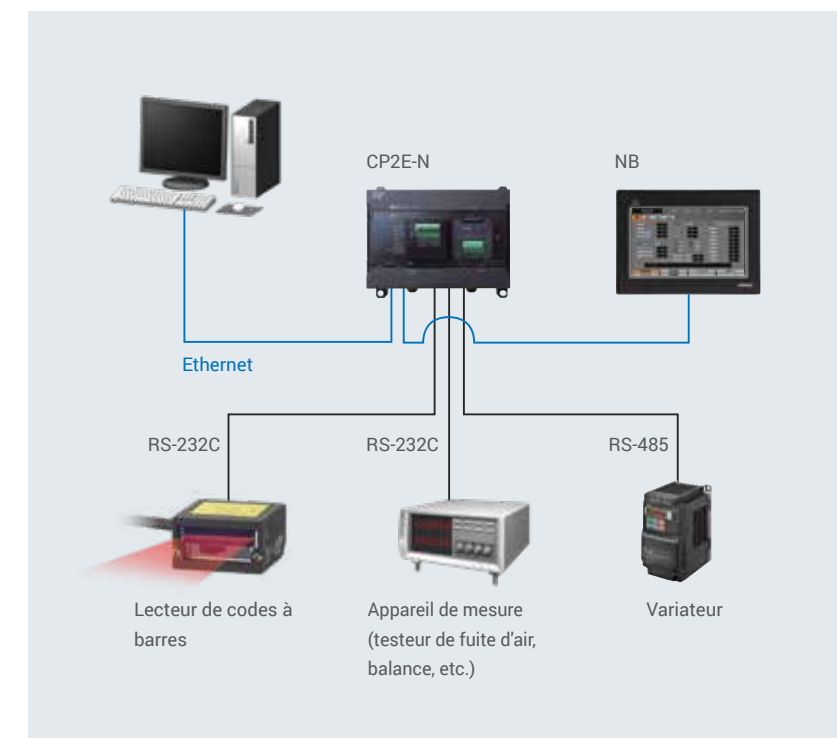 CP2E-N
NB
Ethernet
RS-232C
RS-232C
RS-485
Lecteur de codes à
barres
Appareil de mesure
(testeur de fuite d'air,
balance, etc.)
Variateur